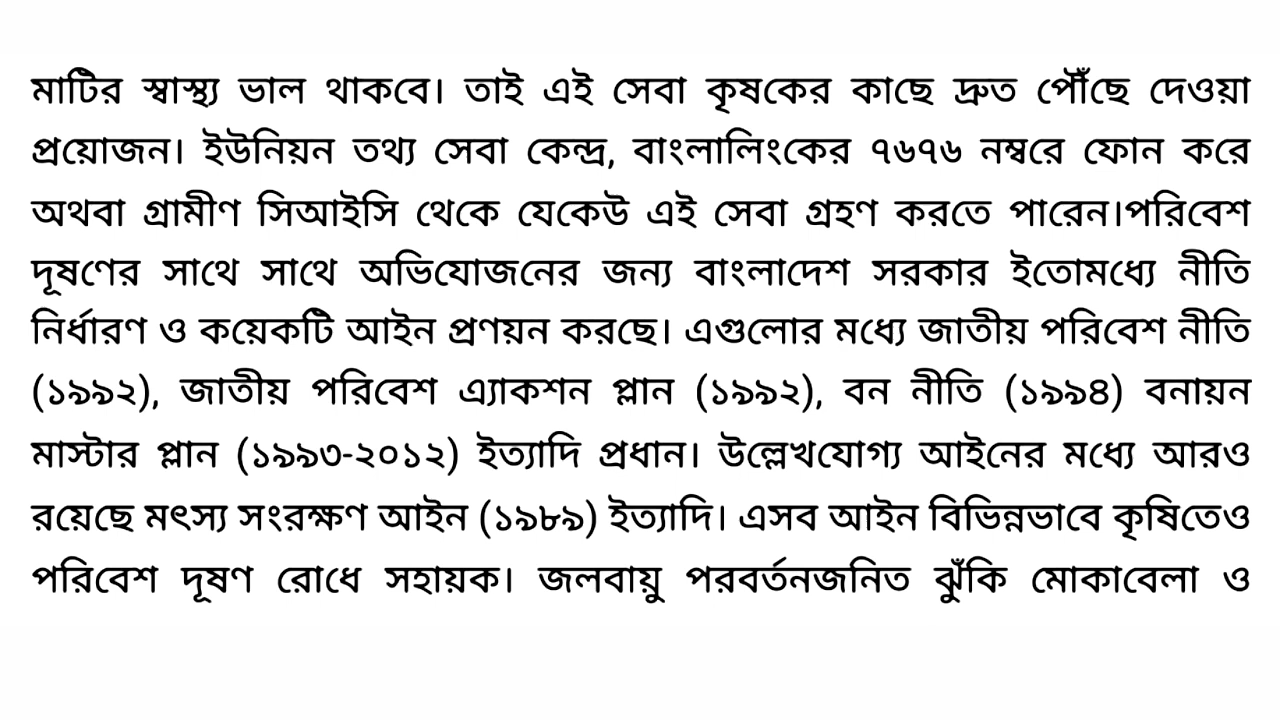 মাটির স্বাস্থ্য ভাল থাকবে। তাই এই সেবা কৃষকের কাছে দ্রুত পৌঁছে দেওয়া
প্রয়োজন। ইউনিয়ন তথ্য সেবা কেন্দ্র, বাংলালিংকের ৭৬৭৬ নম্বরে ফোন করে
অথবা গ্রামীণ সিআইসি থেকে যেকেউ এই সেবা গ্রহণ করতে পারেন।পরিবেশ
দূষণের সাথে সাথে অভিযোজনের জন্য বাংলাদেশ সরকার ইতোমধ্যে নীতি
নির্ধারণ ও কয়েকটি আইন প্রণয়ন করছে। এগুলোর মধ্যে জাতীয় পরিবেশ নীতি
(১৯৯২), জাতীয় পরিবেশ এ্যাকশন প্লান (১৯৯২), বন নীতি (১৯৯৪) বনায়ন
মাস্টার প্লান (১৯৯৩-২০১২) ইত্যাদি প্রধান। উল্লেখযোগ্য আইনের মধ্যে আরও
রয়েছে মৎস্য সংরক্ষণ আইন (১৯৮৯) ইত্যাদি। এসব আইন বিভিন্নভাবে কৃষিতেও
পরিবেশ দূষণ রোধে সহায়ক। জলবায়ু পরবর্তনজনিত ঝুঁকি মোকাবেলা ও